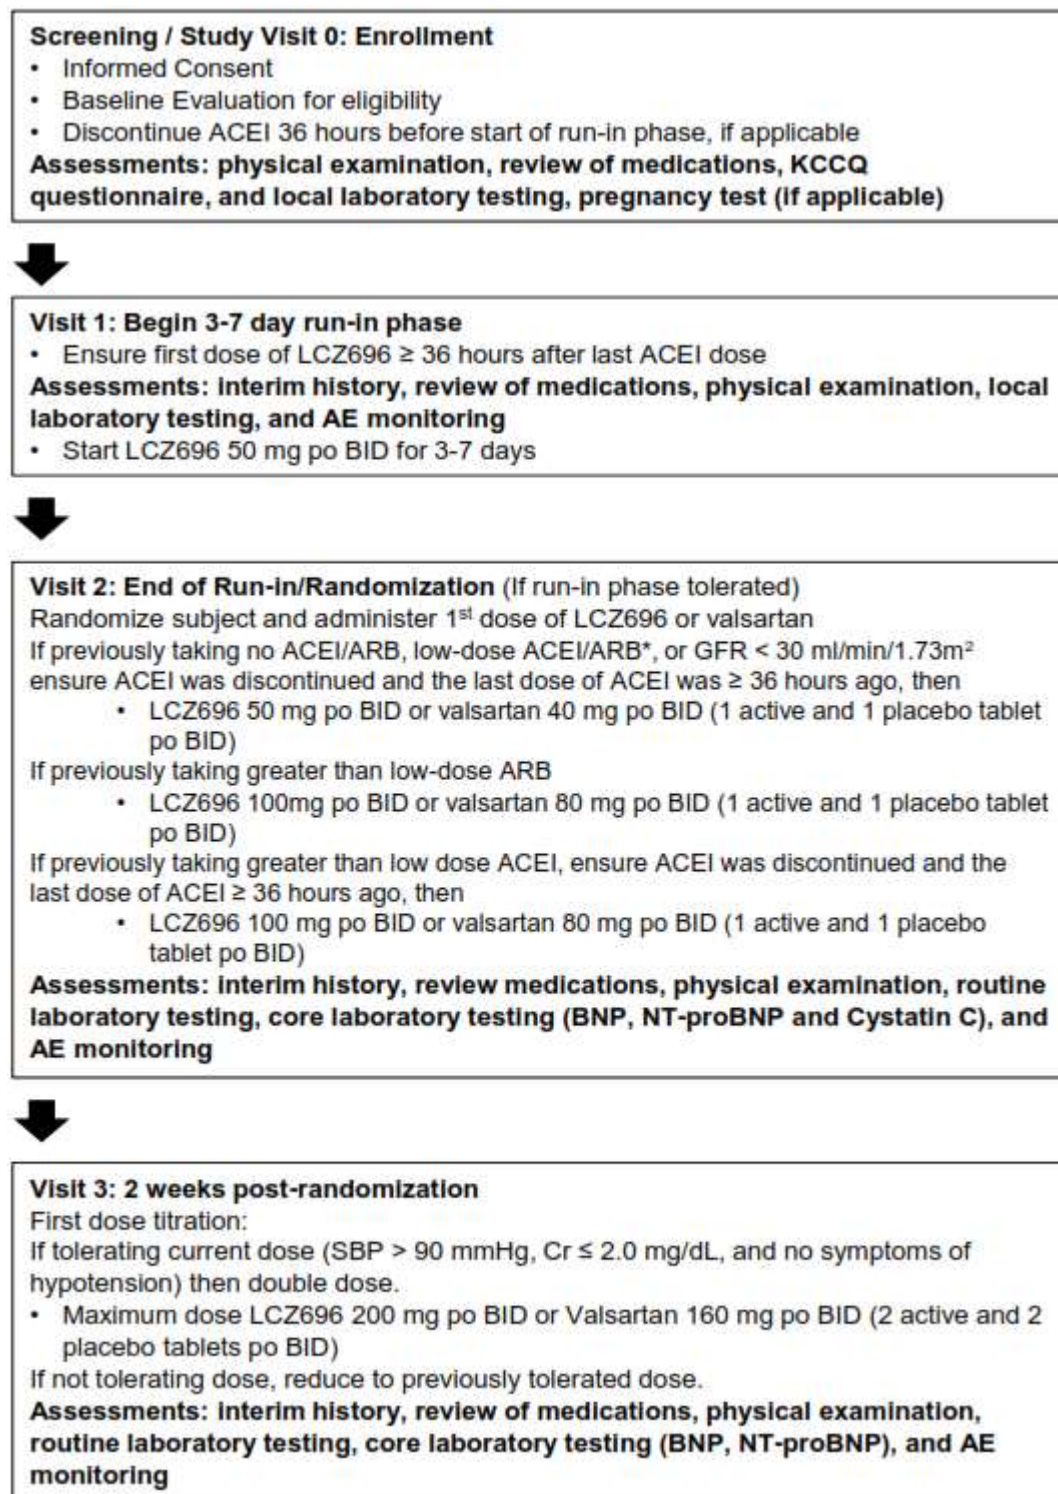 Screening / Study Visit 0: Enrollment
• Informed Consent
• Baseline Evaluation for eligibility
• Discontinue ACEI 36 hours before start of run-in phase, if applicable
Assessments: physical examination, review of medications, KCCQ
questionnaire, and local laboratory testing, pregnancy test (if applicable)
Visit 1: Begin 3-7 day run-in phase
• Ensure first dose of LCZ696 ≥ 36 hours after last ACEI dose
Assessments: interim history, review of medications, physical examination, local
laboratory testing, and AE monitoring
• Start LCZ696 50 mg po BID for 3-7 days
Visit 2: End of Run-in/Randomization (If run-in phase tolerated)
Randomize subject and administer 1st dose of LCZ696 or valsartan
If previously taking no ACEI/ARB, low-dose ACEI/ARB*, or GFR < 30 ml/min/1.73m²
ensure ACEI was discontinued and the last dose of ACEI was ≥ 36 hours ago, then
• LCZ696 50 mg po BID or valsartan 40 mg po BID (1 active and 1 placebo tablet
po BID)
If previously taking greater than low-dose ARB
• LCZ696 100mg po BID or valsartan 80 mg po BID (1 active and 1 placebo tablet
po BID)
If previously taking greater than low dose ACEI, ensure ACEI was discontinued and the
last dose of ACEI ≥ 36 hours ago, then
• LCZ696 100 mg po BID or valsartan 80 mg po BID (1 active and 1 placebo
tablet po BID)
Assessments: interim history, review medications, physical examination, routine
laboratory testing, core laboratory testing (BNP, NT-proBNP and Cystatin C), and
AE monitoring
Visit 3: 2 weeks post-randomization
First dose titration:
If tolerating current dose (SBP > 90 mmHg, Cr ≤ 2.0 mg/dL, and no symptoms of
hypotension) then double dose.
• Maximum dose LCZ696 200 mg po BID or Valsartan 160 mg po BID (2 active and 2
placebo tablets po BID)
If not tolerating dose, reduce to previously tolerated dose.
Assessments: interim history, review of medications, physical examination,
routine laboratory testing, core laboratory testing (BNP, NT-proBNP), and AE
monitoring